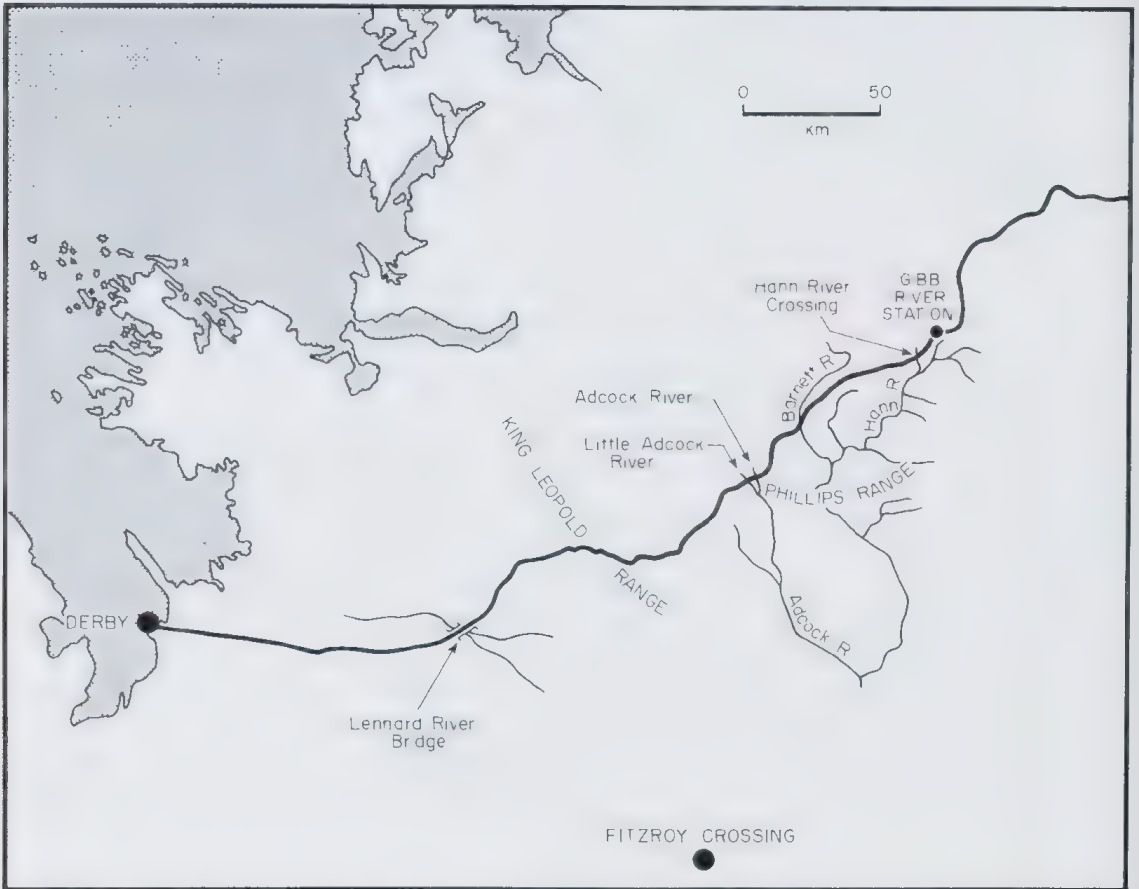 0 50
Km
GIBB
RIVER
STATION
Hann River
Crossing
Barnett R
Hann R
Adcock River
Little Adcock
River
KING LEOPOLD
RANGE
PHILLIPS RANGE
Adcock R
DERBY
Lennard River
Bridge
FITZROY CROSSING